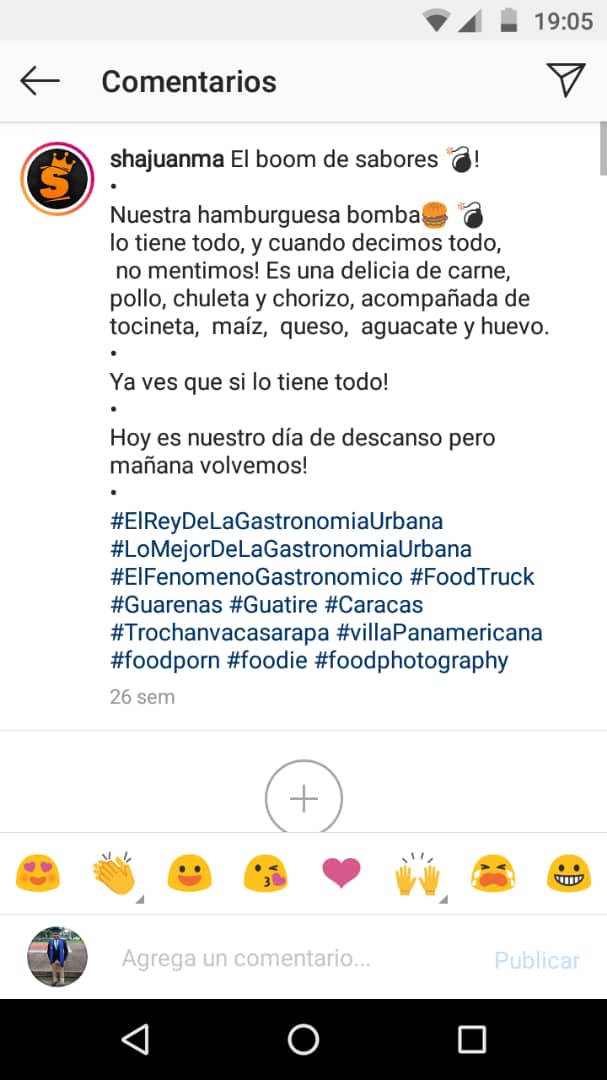 19:05
Comentarios
S
shajuanma El boom de sabores 💣!
•
Nuestra hamburguesa bomba🍔 💣
lo tiene todo, y cuando decimos todo,
no mentimos! Es una delicia de carne,
pollo, chuleta y chorizo, acompañada de
tocineta, maíz, queso, aguacate y huevo.
•
Ya ves que si lo tiene todo!
•
Hoy es nuestro día de descanso pero
mañana volvemos!
•
#ElReyDeLaGastronomiaUrbana
#LoMejorDeLaGastronomiaUrbana
#ElFenomenoGastronomico #FoodTruck
#Guarenas #Guatire #Caracas
#Trochanvacasarapa #villaPanamericana
#foodporn #foodie #foodphotography
26 sem
Agrega un comentario... Publicar